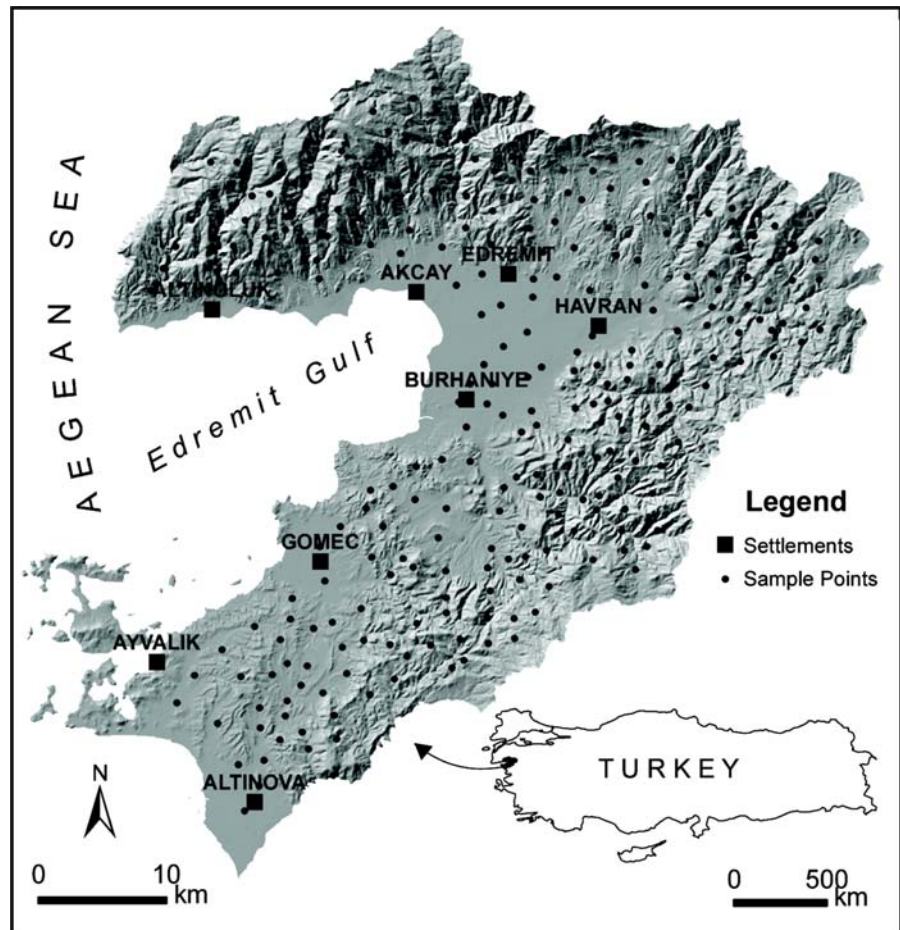 AEGEAN SEA
EDREMIT
AKCAY
ALTINOLUK
HAVRAN
Edremit Gulf
BURHANIYE
Legend
GOMEC
Settlements
Sample Points
AYVALIK
TURKEY
N
ALTINOVA
0 10
km
0 500
km